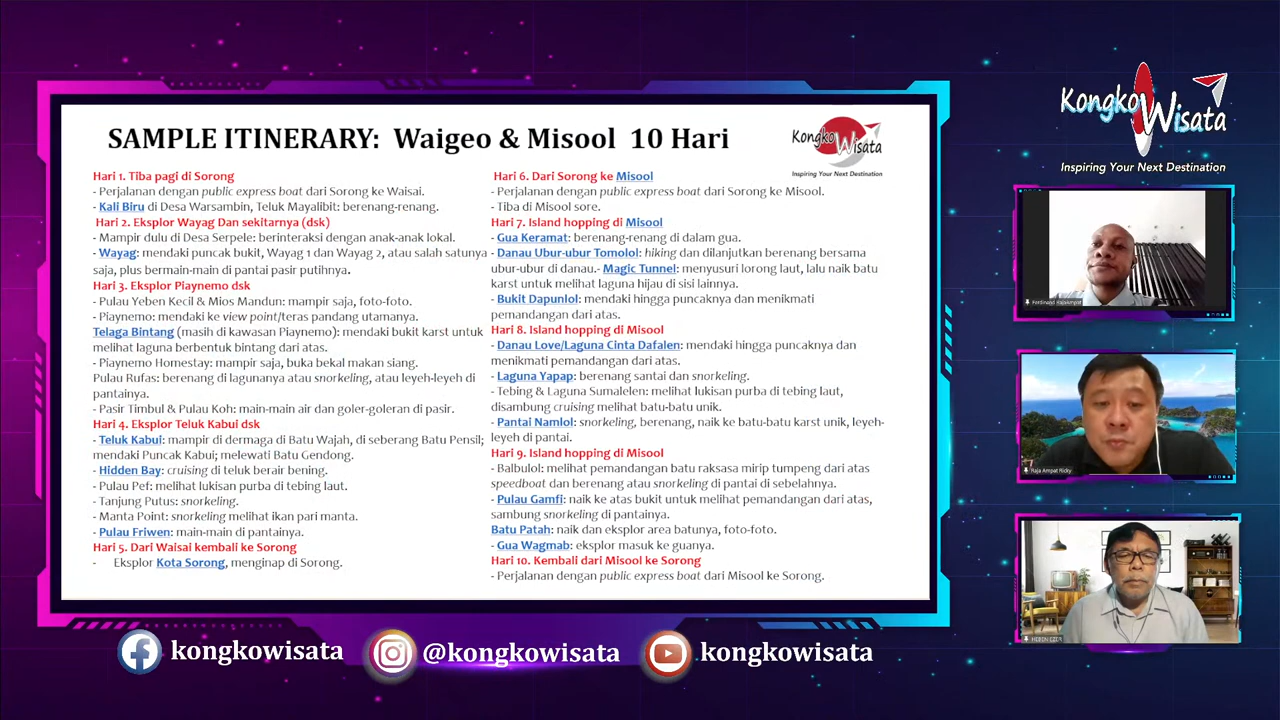 SAMPLE ITINERARY: Waigeo & Misool 10 Hari
Kongko Wisata
Inspiring Your Next Destination
Hari 1. Tiba pagi di Sorong
- Perjalanan dengan public express boat dari Sorong ke Waisai.
- Kali Biru di Desa Warsambin, Teluk Mayalibit: berenang-renang.
Hari 2. Eksplor Wayag Dan sekitarnya (dsk)
- Mampir dulu di Desa Serpele: berinteraksi dengan anak-anak lokal.
- Wayag: mendaki puncak bukit, Wayag 1 dan Wayag 2, atau salah satunya
saja, plus bermain-main di pantai pasir putihnya.
Hari 3. Eksplor Piaynemo dsk
- Pulau Yeben Kecil & Mios Mandun: mampir saja, foto-foto.
- Piaynemo: mendaki ke view point/teras pandang utamanya.
Telaga Bintang (masih di kawasan Piaynemo): mendaki bukit karst untuk
melihat laguna berbentuk bintang dari atas.
- Piaynemo Homestay: mampir saja, buka bekal makan siang.
Pulau Rufas: berenang di lagunanya atau snorkeling, atau leyeh-leyeh di
pantainya.
- Pasir Timbul & Pulau Koh: main-main air dan goler-goleran di pasir.
Hari 4. Eksplor Teluk Kabui dsk
- Teluk Kabui: mampir di dermaga di Batu Wajah, di seberang Batu Pensil;
mendaki Puncak Kabui; melewati Batu Gendong.
- Hidden Bay: cruising di teluk berair bening.
- Pulau Pef: melihat lukisan purba di tebing laut.
- Tanjung Putus: snorkeling.
- Manta Point: snorkeling melihat ikan pari manta.
- Pulau Friwen: main-main di pantainya.
Hari 5. Dari Waisai kembali ke Sorong
- Eksplor Kota Sorong, menginap di Sorong.
Hari 6. Dari Sorong ke Misool
- Perjalanan dengan public express boat dari Sorong ke Misool.
- Tiba di Misool sore.
Hari 7. Island hopping di Misool
- Gua Keramat: berenang-renang di dalam gua.
- Danau Ubur-ubur Tomolol: hiking dan dilanjutkan berenang bersama
ubur-ubur di danau.- Magic Tunnel: menyusuri lorong laut, lalu naik batu
karst untuk melihat laguna hijau di sisi lainnya.
- Bukit Dapunlol: mendaki hingga puncaknya dan menikmati
pemandangan dari atas.
Hari 8. Island hopping di Misool
- Danau Love/Laguna Cinta Dafalen: mendaki hingga puncaknya dan
menikmati pemandangan dari atas.
- Laguna Yapap: berenang santai dan snorkeling.
- Tebing & Laguna Sumalelen: melihat lukisan purba di tebing laut,
disambung cruising melihat batu-batu unik.
- Pantai Namlol: snorkeling, berenang, naik ke batu-batu karst unik, leyeh-
leyeh di pantai.
Hari 9. Island hopping di Misool
- Balbulol: melihat pemandangan batu raksasa mirip tumpeng dari atas
speedboat dan berenang atau snorkeling di pantai di sebelahnya.
- Pulau Gamfi: naik ke atas bukit untuk melihat pemandangan dari atas,
sambung snorkeling di pantainya.
Batu Patah: naik dan eksplor area batunya, foto-foto.
- Gua Wagmab: eksplor masuk ke guanya.
Hari 10. Kembali dari Misool ke Sorong
- Perjalanan dengan public express boat dari Misool ke Sorong.
Kongko Wisata
Inspiring Your Next Destination
Ferdinand Rajaampat
Raja Ampat Ricky
HEBON EZER
kongkowisata
@kongkowisata
kongkowisata